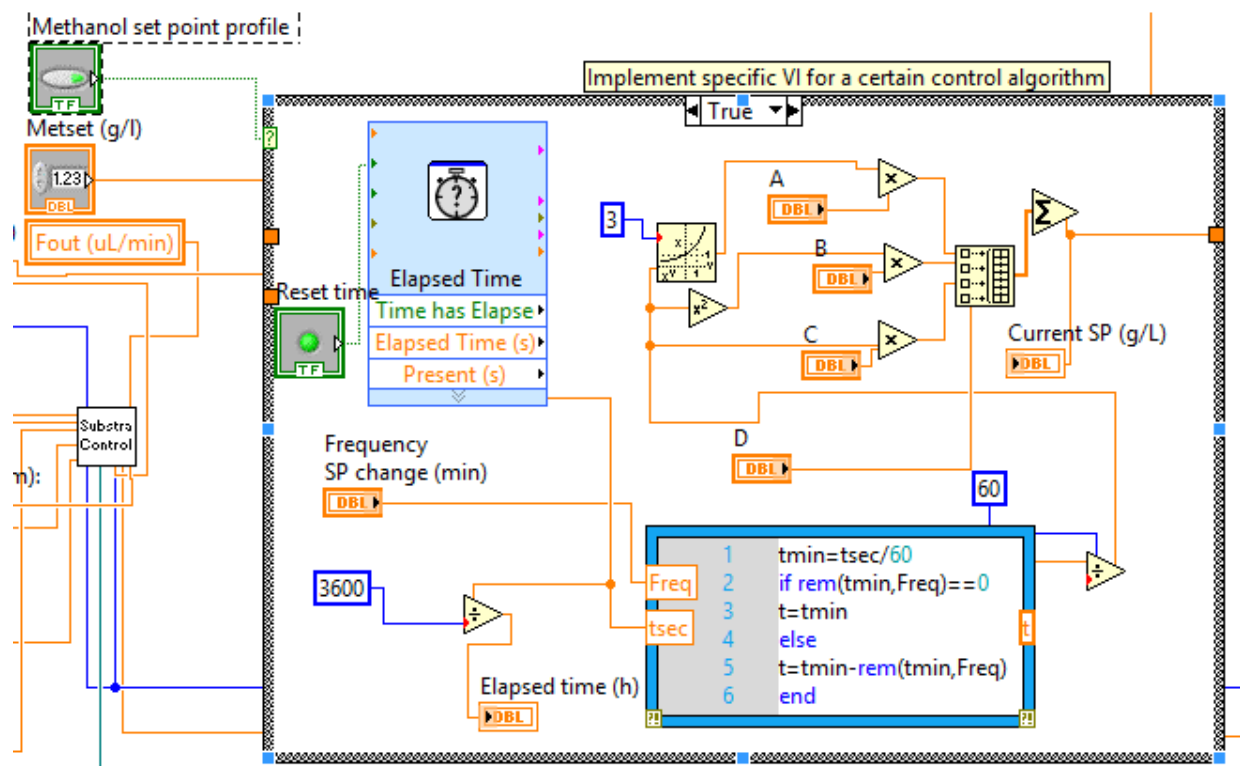 Methanol set point profile
TF
Metset (g/l)
1.23
DBL
Fout (uL/min)
Implement specific VI for a certain control algorithm
True
?
?
Elapsed Time
Time has Elapse
Elapsed Time (s)
Present (s)
Reset time
TF
3
x
xʸ
x²
A
DBL
×
B
DBL
×
C
DBL
×
Σ
Current SP (g/L)
DBL
D
DBL
Substra
Control
m):
Frequency
SP change (min)
DBL
3600
÷
Elapsed time (h)
DBL
60
÷
Freq
tsec
1 tmin=tsec/60
2 if rem(tmin,Freq)==0
3 t=tmin
4 else
5 t=tmin-rem(tmin,Freq)
6 end
t
?!
?!